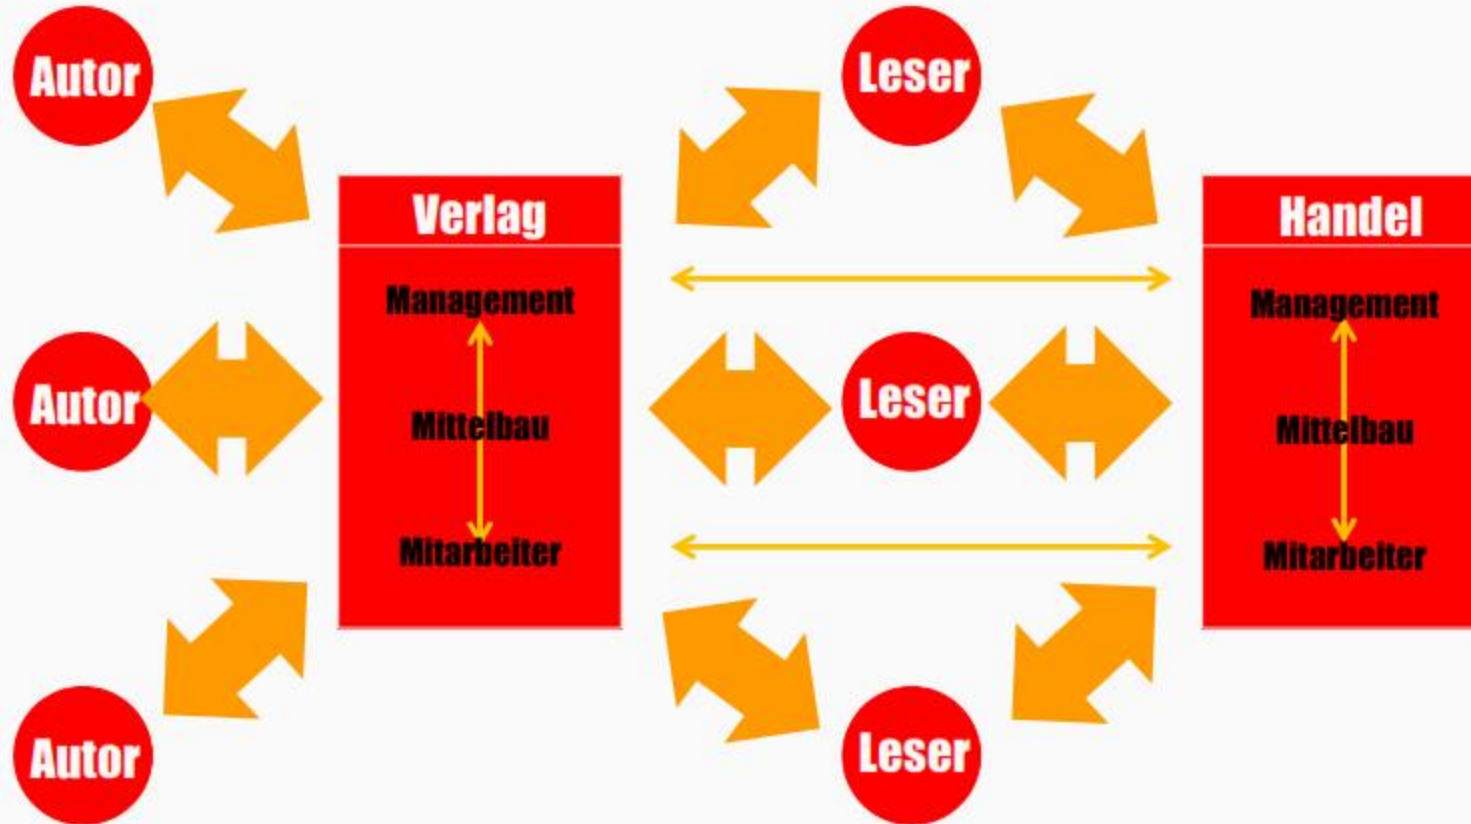 Autor
Leser
Verlag
Handel
Management
Management
Autor
Leser
Mittelbau
Mittelbau
Mitarbeiter
Mitarbeiter
Autor
Leser